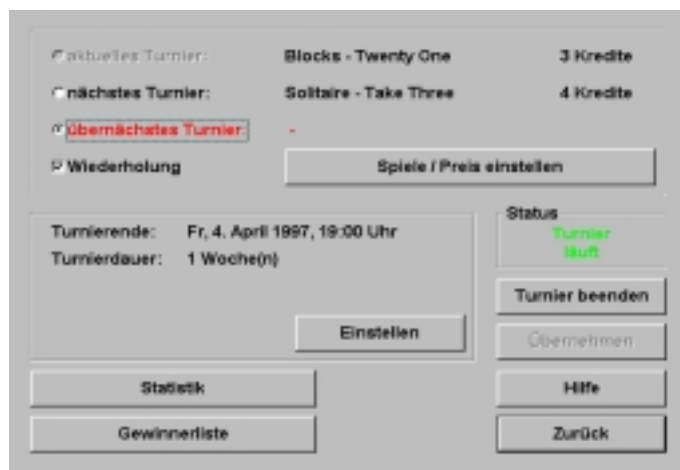 aktuelles Turnier: Blocks - Twenty One 3 Kredite
nächstes Turnier: Solitaire - Take Three 4 Kredite
übernächstes Turnier: -
Wiederholung Spiele / Preis einstellen
Turnierende: Fr, 4. April 1997, 19:00 Uhr
Turnierdauer: 1 Woche(n)
Einstellen
Status
Turnier
läuft
Turnier beenden
Übernehmen
Statistik
Hilfe
Gewinnerliste
Zurück